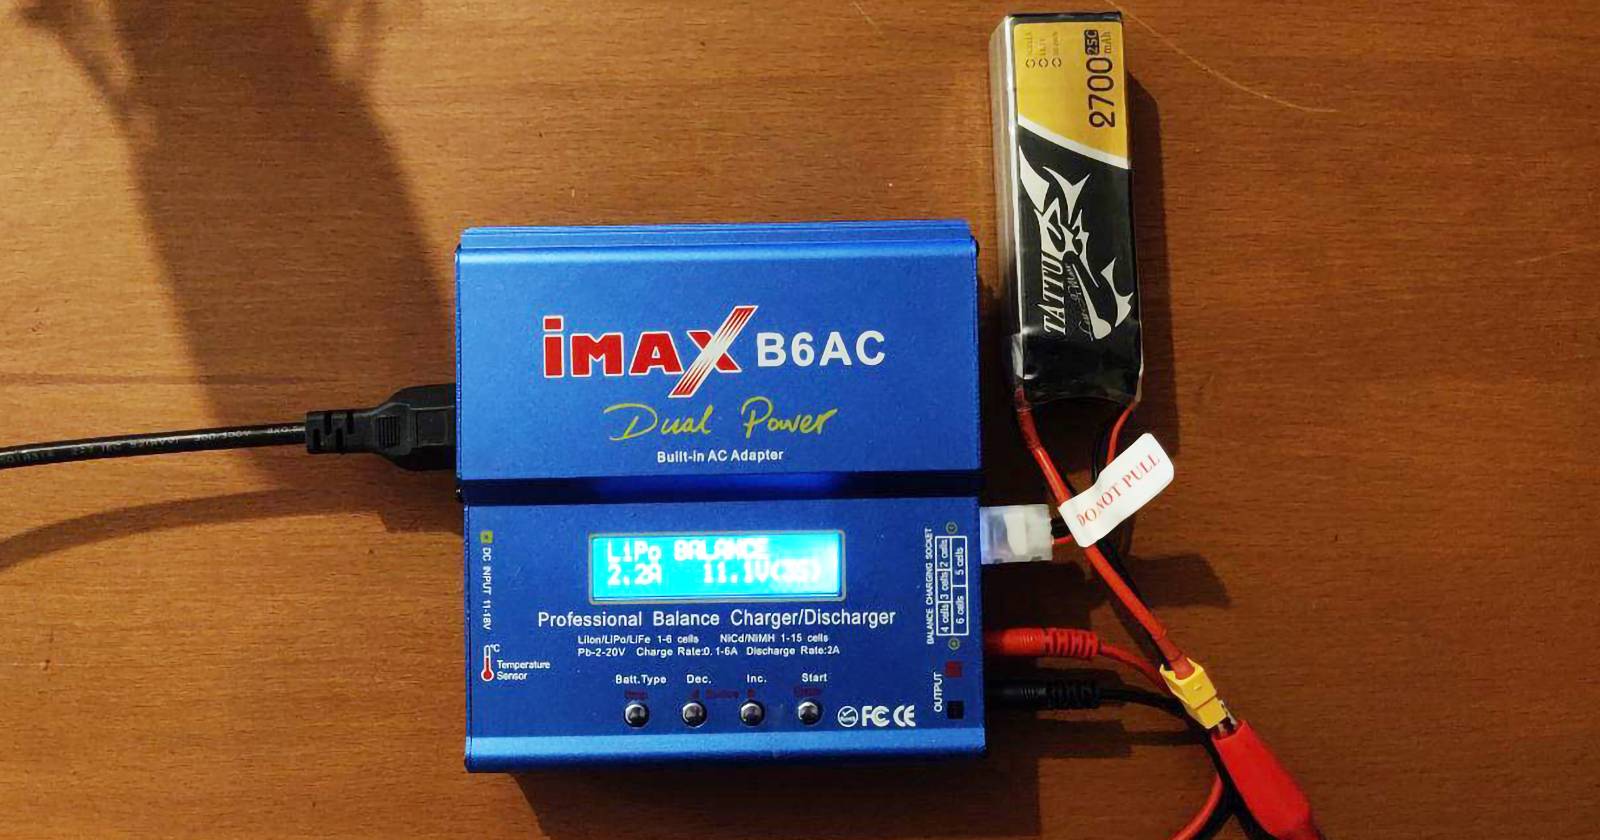 2700 25C mAh
TATTU
iMAX B6AC
Dual Power
Built-in AC Adapter
DO NOT PULL
LiPo BALANCE
2.2A 11.1V(3S)
DC INPUT 11-18V
BALANCE CHARGING SOCKET
2 cells
3 cells
4 cells
5 cells
6 cells
Professional Balance Charger/Discharger
LiIon/LiPo/LiFe 1-6 cells NiCd/NiMH 1-15 cells
Pb-2-20V Charge Rate:0.1-6A Discharge Rate:2A
°C
Temperature
Sensor
Batt.Type Dec. Inc. Start
OUTPUT
FC CE